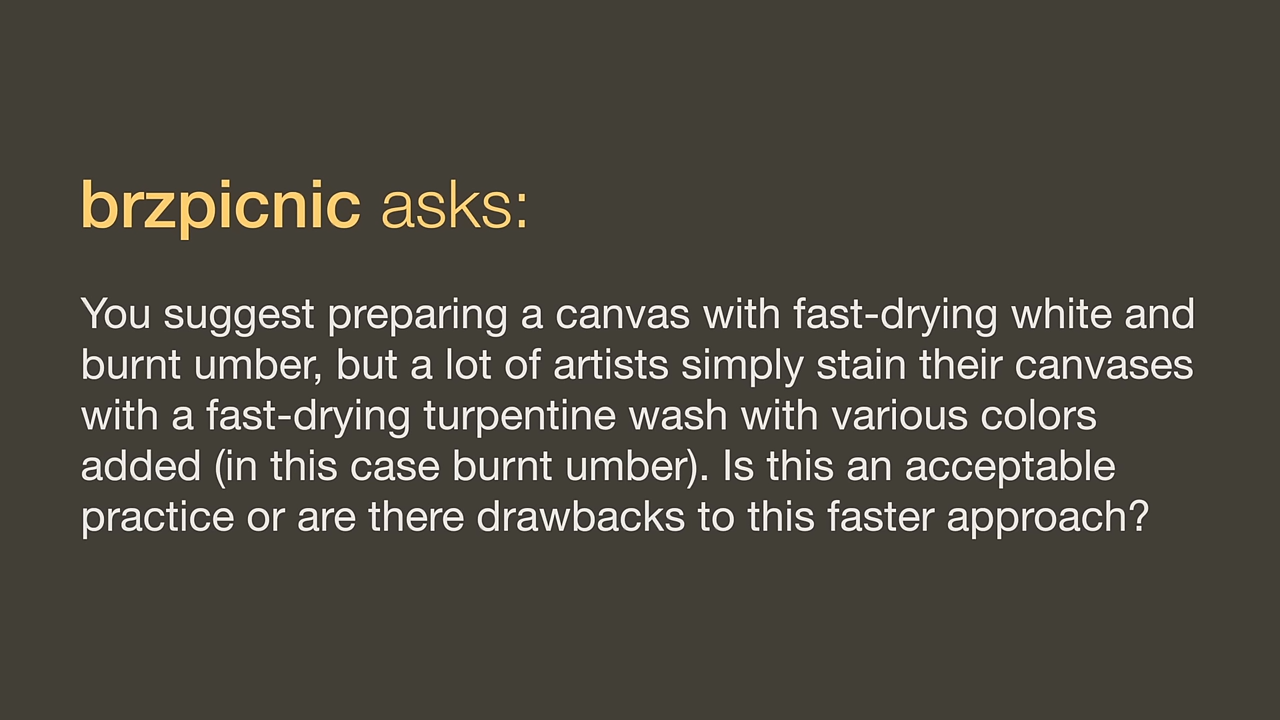 brzpicnic asks:
You suggest preparing a canvas with fast-drying white and
burnt umber, but a lot of artists simply stain their canvases
with a fast-drying turpentine wash with various colors
added (in this case burnt umber). Is this an acceptable
practice or are there drawbacks to this faster approach?